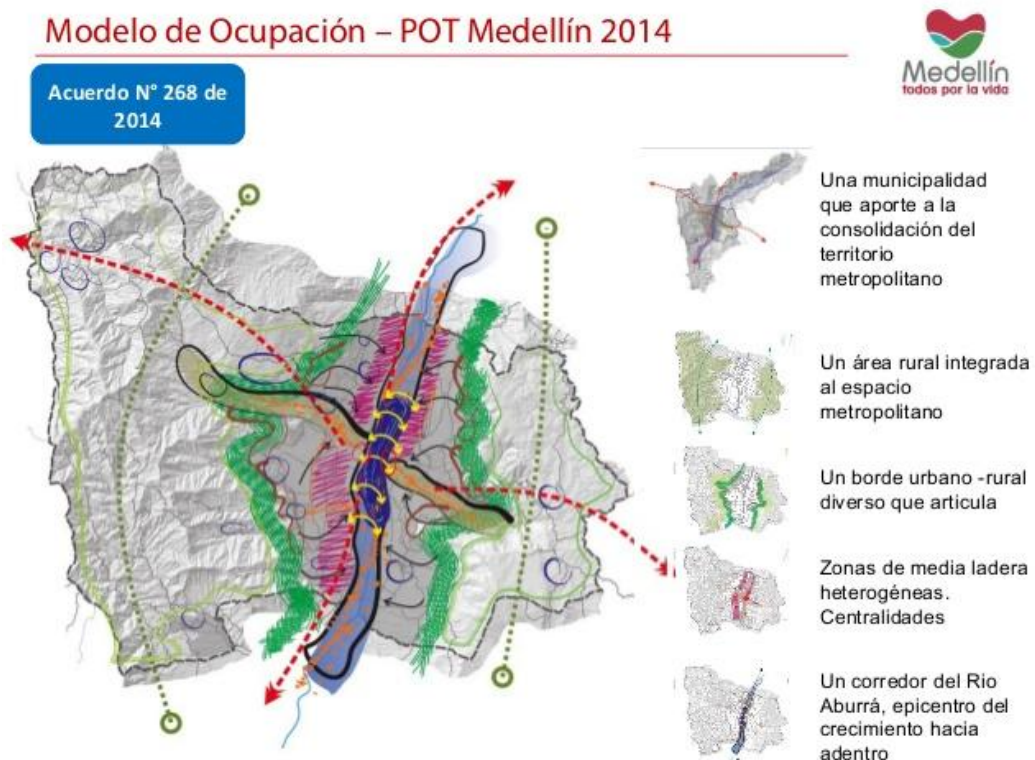 Modelo de Ocupación – POT Medellín 2014
Medellín
todos por la vida
Acuerdo N° 268 de
2014
Una municipalidad
que aporte a la
consolidación del
territorio
metropolitano
Un área rural integrada
al espacio
metropolitano
Un borde urbano -rural
diverso que articula
Zonas de media ladera
heterogéneas.
Centralidades
Un corredor del Rio
Aburrá, epicentro del
crecimiento hacia
adentro